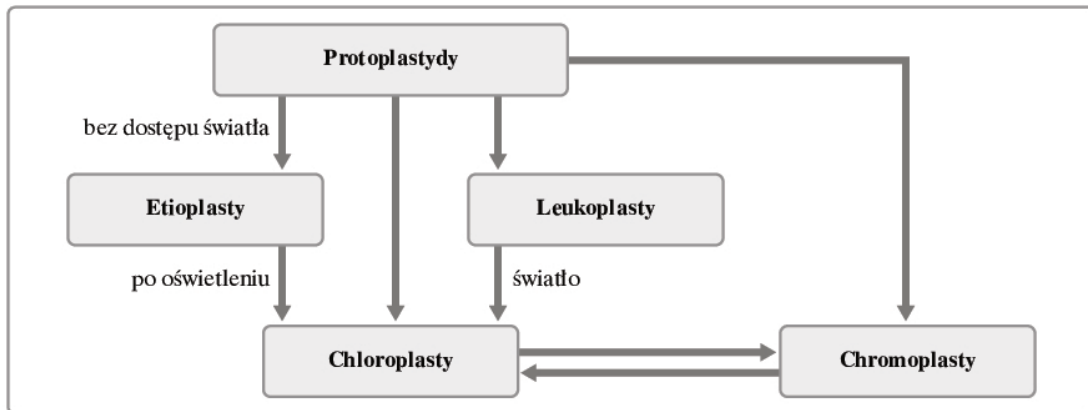 Protoplastydy
bez dostępu światła
Etioplasty
Leukoplasty
po oświetleniu
światło
Chloroplasty
Chromoplasty